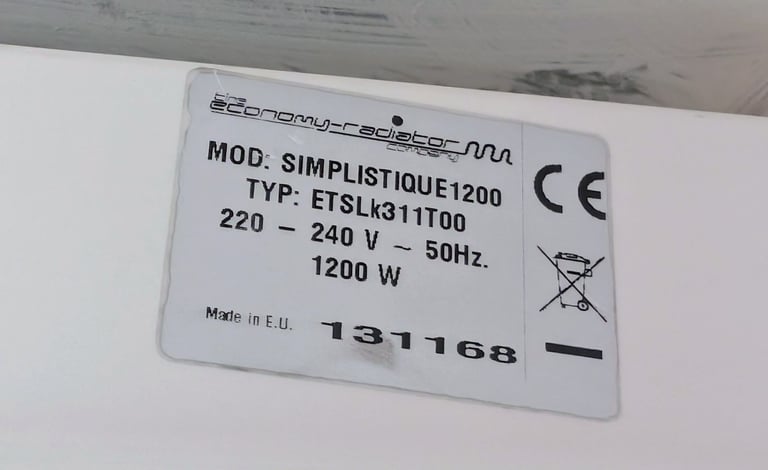 the
economy-radiator
company
MOD: SIMPLISTIQUE1200
TYP: ETSLk311T00
220 – 240 V ~ 50Hz.
1200 W
Made in E.U. 131168
CE